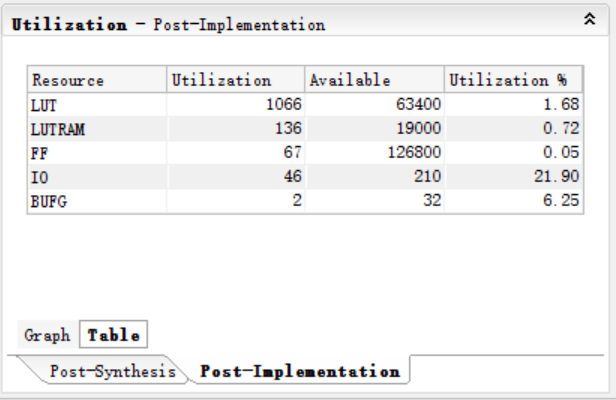 Utilization - Post-Implementation
Resource Utilization Available Utilization %
LUT 1066 63400 1.68
LUTRAM 136 19000 0.72
FF 67 126800 0.05
IO 46 210 21.90
BUFG 2 32 6.25
Graph Table
Post-Synthesis Post-Implementation